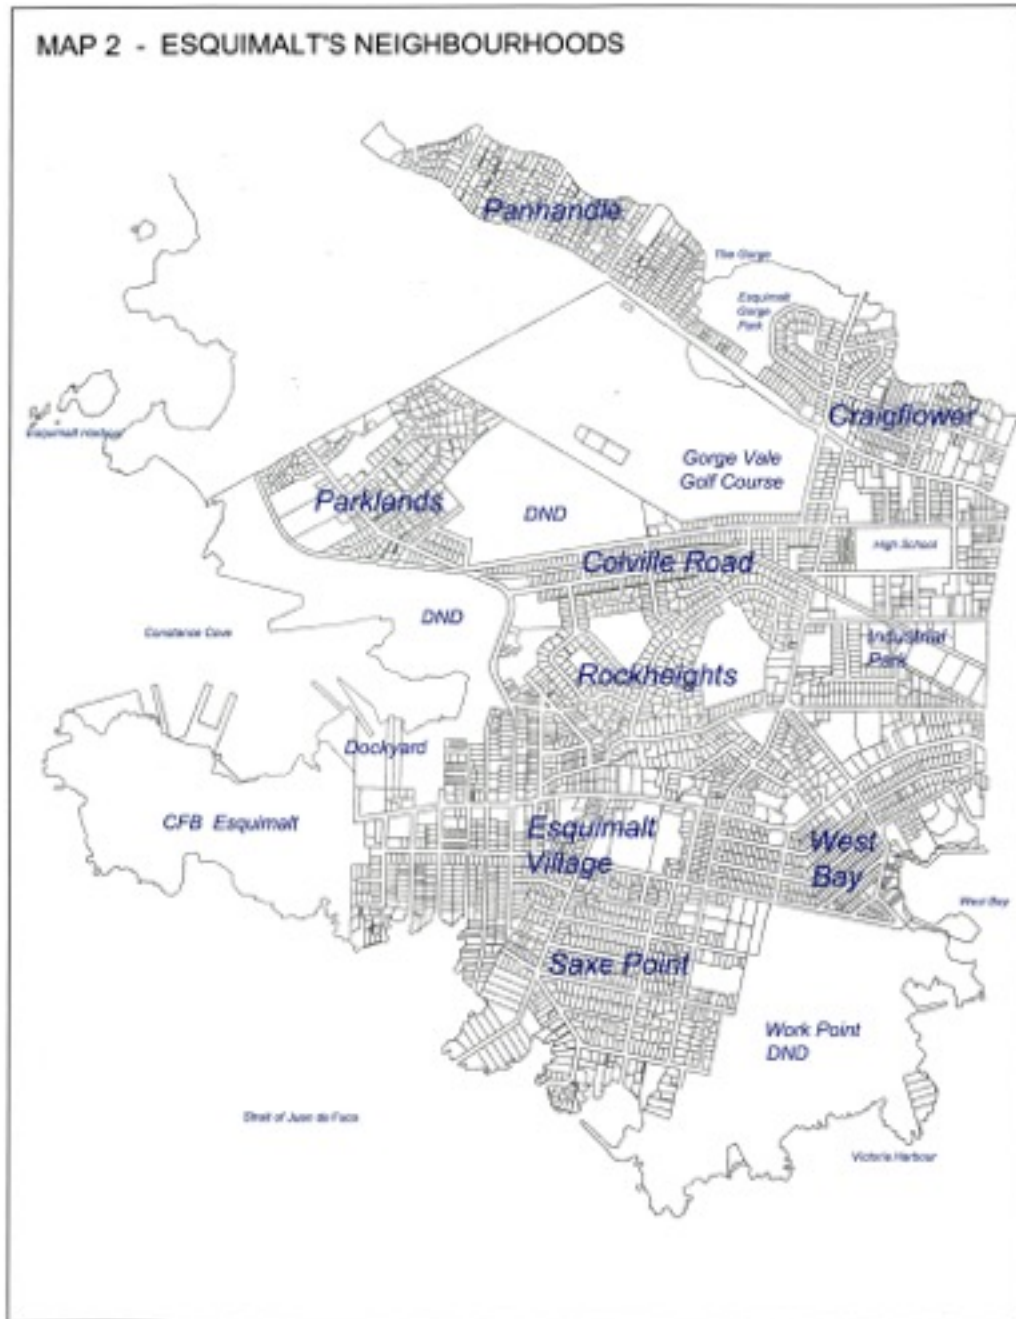 MAP 2 - ESQUIMALT'S NEIGHBOURHOODS
Panhandle
The Gorge
Esquimalt
Gorge
Park
Craigflower
Esquimalt Harbour
Gorge Vale
Golf Course
Parklands
DND
High School
Colville Road
DND
Constance Cove
Industrial
Park
Rockheights
Dockyard
CFB Esquimalt
Esquimalt
Village
West
Bay
West Bay
Saxe Point
Work Point
DND
Strait of Juan de Fuca
Victoria Harbour